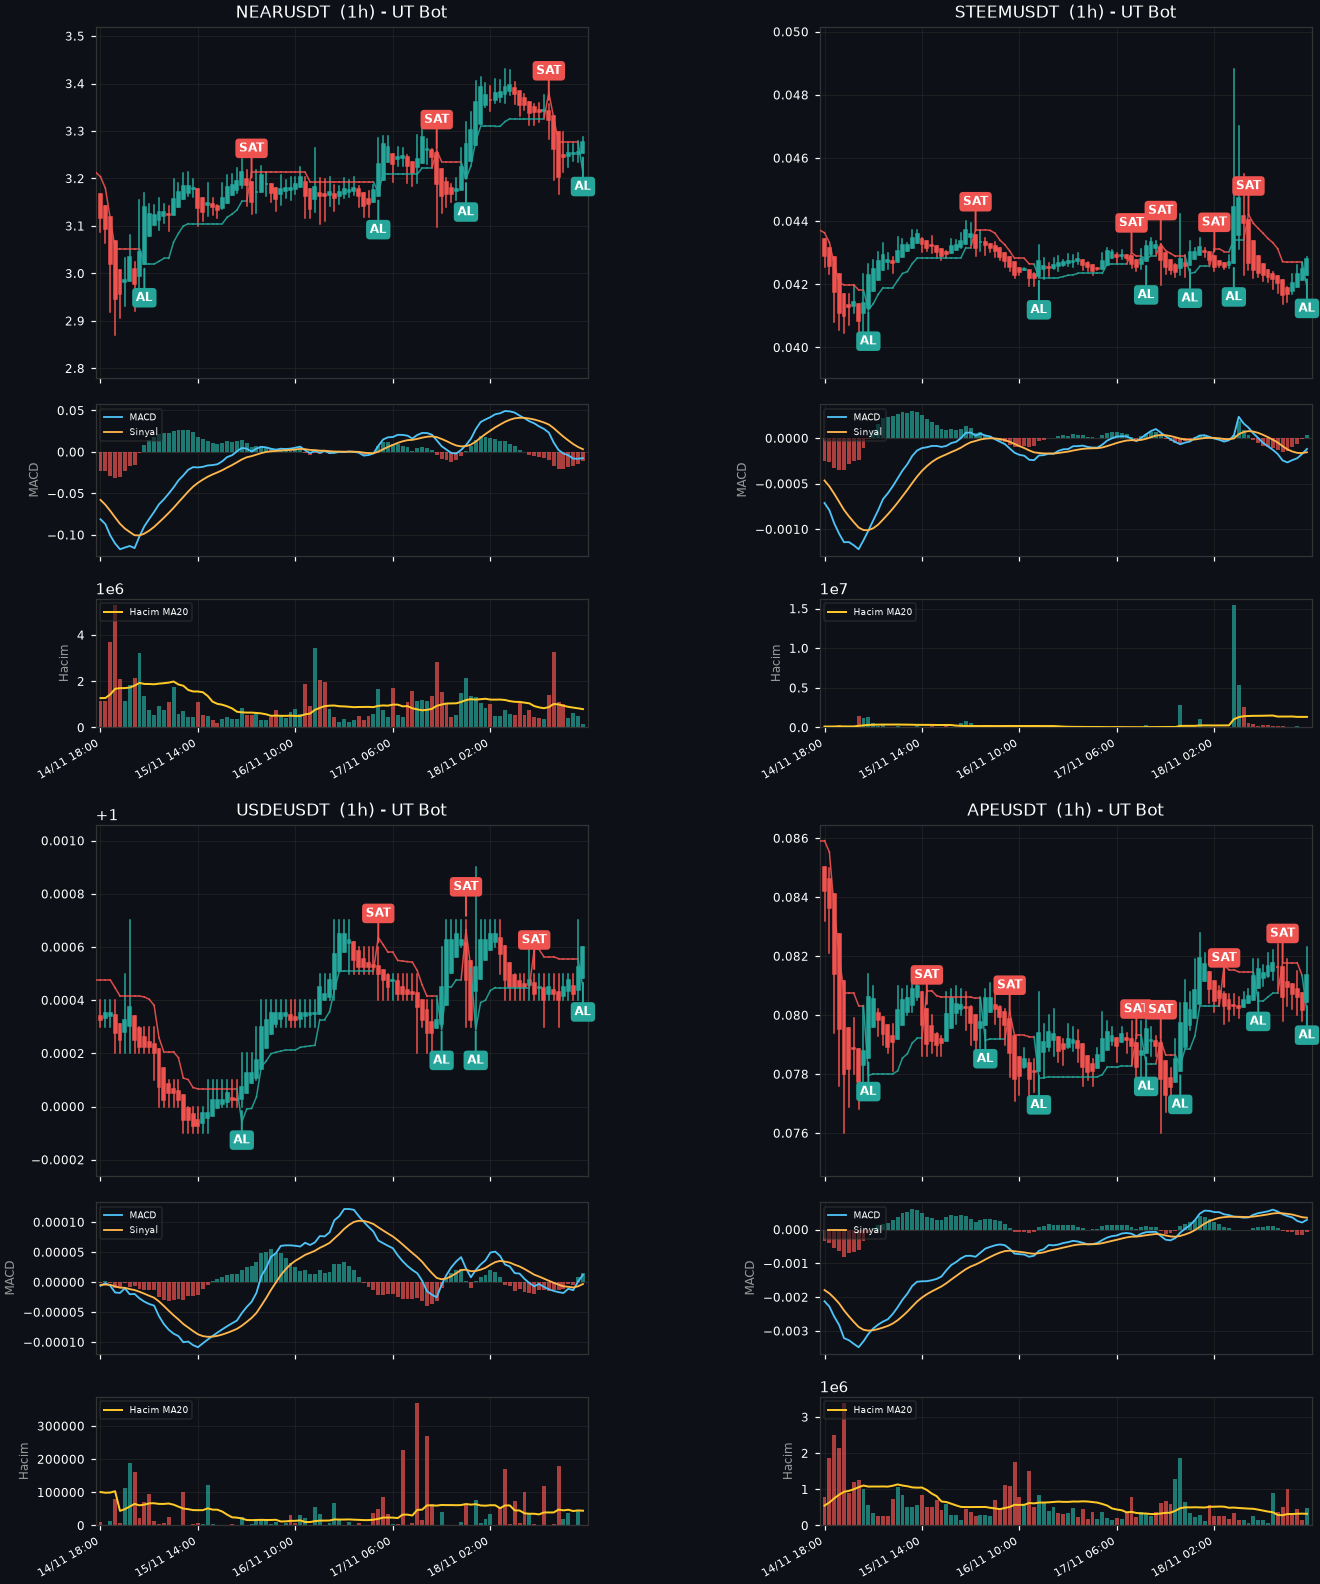 NEARUSDT  (1h) - UT Bot
3.5
3.4
3.3
3.2
3.1
3.0
2.9
2.8
SAT
SAT
SAT
AL
AL
AL
AL
MACD
0.05
0.00
−0.05
−0.10
MACD
Sinyal
1e6
Hacim
4
2
0
Hacim MA20
14/11 18:00
15/11 14:00
16/11 10:00
17/11 06:00
18/11 02:00
STEEMUSDT  (1h) - UT Bot
0.050
0.048
0.046
0.044
0.042
0.040
SAT
SAT
SAT
SAT
SAT
AL
AL
AL
AL
AL
AL
MACD
0.0000
−0.0005
−0.0010
MACD
Sinyal
1e7
Hacim
1.5
1.0
0.5
0.0
Hacim MA20
14/11 18:00
15/11 14:00
16/11 10:00
17/11 06:00
18/11 02:00
USDEUSDT  (1h) - UT Bot
+1
0.0010
0.0008
0.0006
0.0004
0.0002
0.0000
−0.0002
SAT
SAT
SAT
AL
AL
AL
AL
MACD
0.00010
0.00005
0.00000
−0.00005
−0.00010
MACD
Sinyal
Hacim
300000
200000
100000
0
Hacim MA20
14/11 18:00
15/11 14:00
16/11 10:00
17/11 06:00
18/11 02:00
APEUSDT  (1h) - UT Bot
0.086
0.084
0.082
0.080
0.078
0.076
SAT
SAT
SAT
SAT
SAT
SAT
AL
AL
AL
AL
AL
AL
AL
MACD
0.000
−0.001
−0.002
−0.003
MACD
Sinyal
1e6
Hacim
3
2
1
0
Hacim MA20
14/11 18:00
15/11 14:00
16/11 10:00
17/11 06:00
18/11 02:00